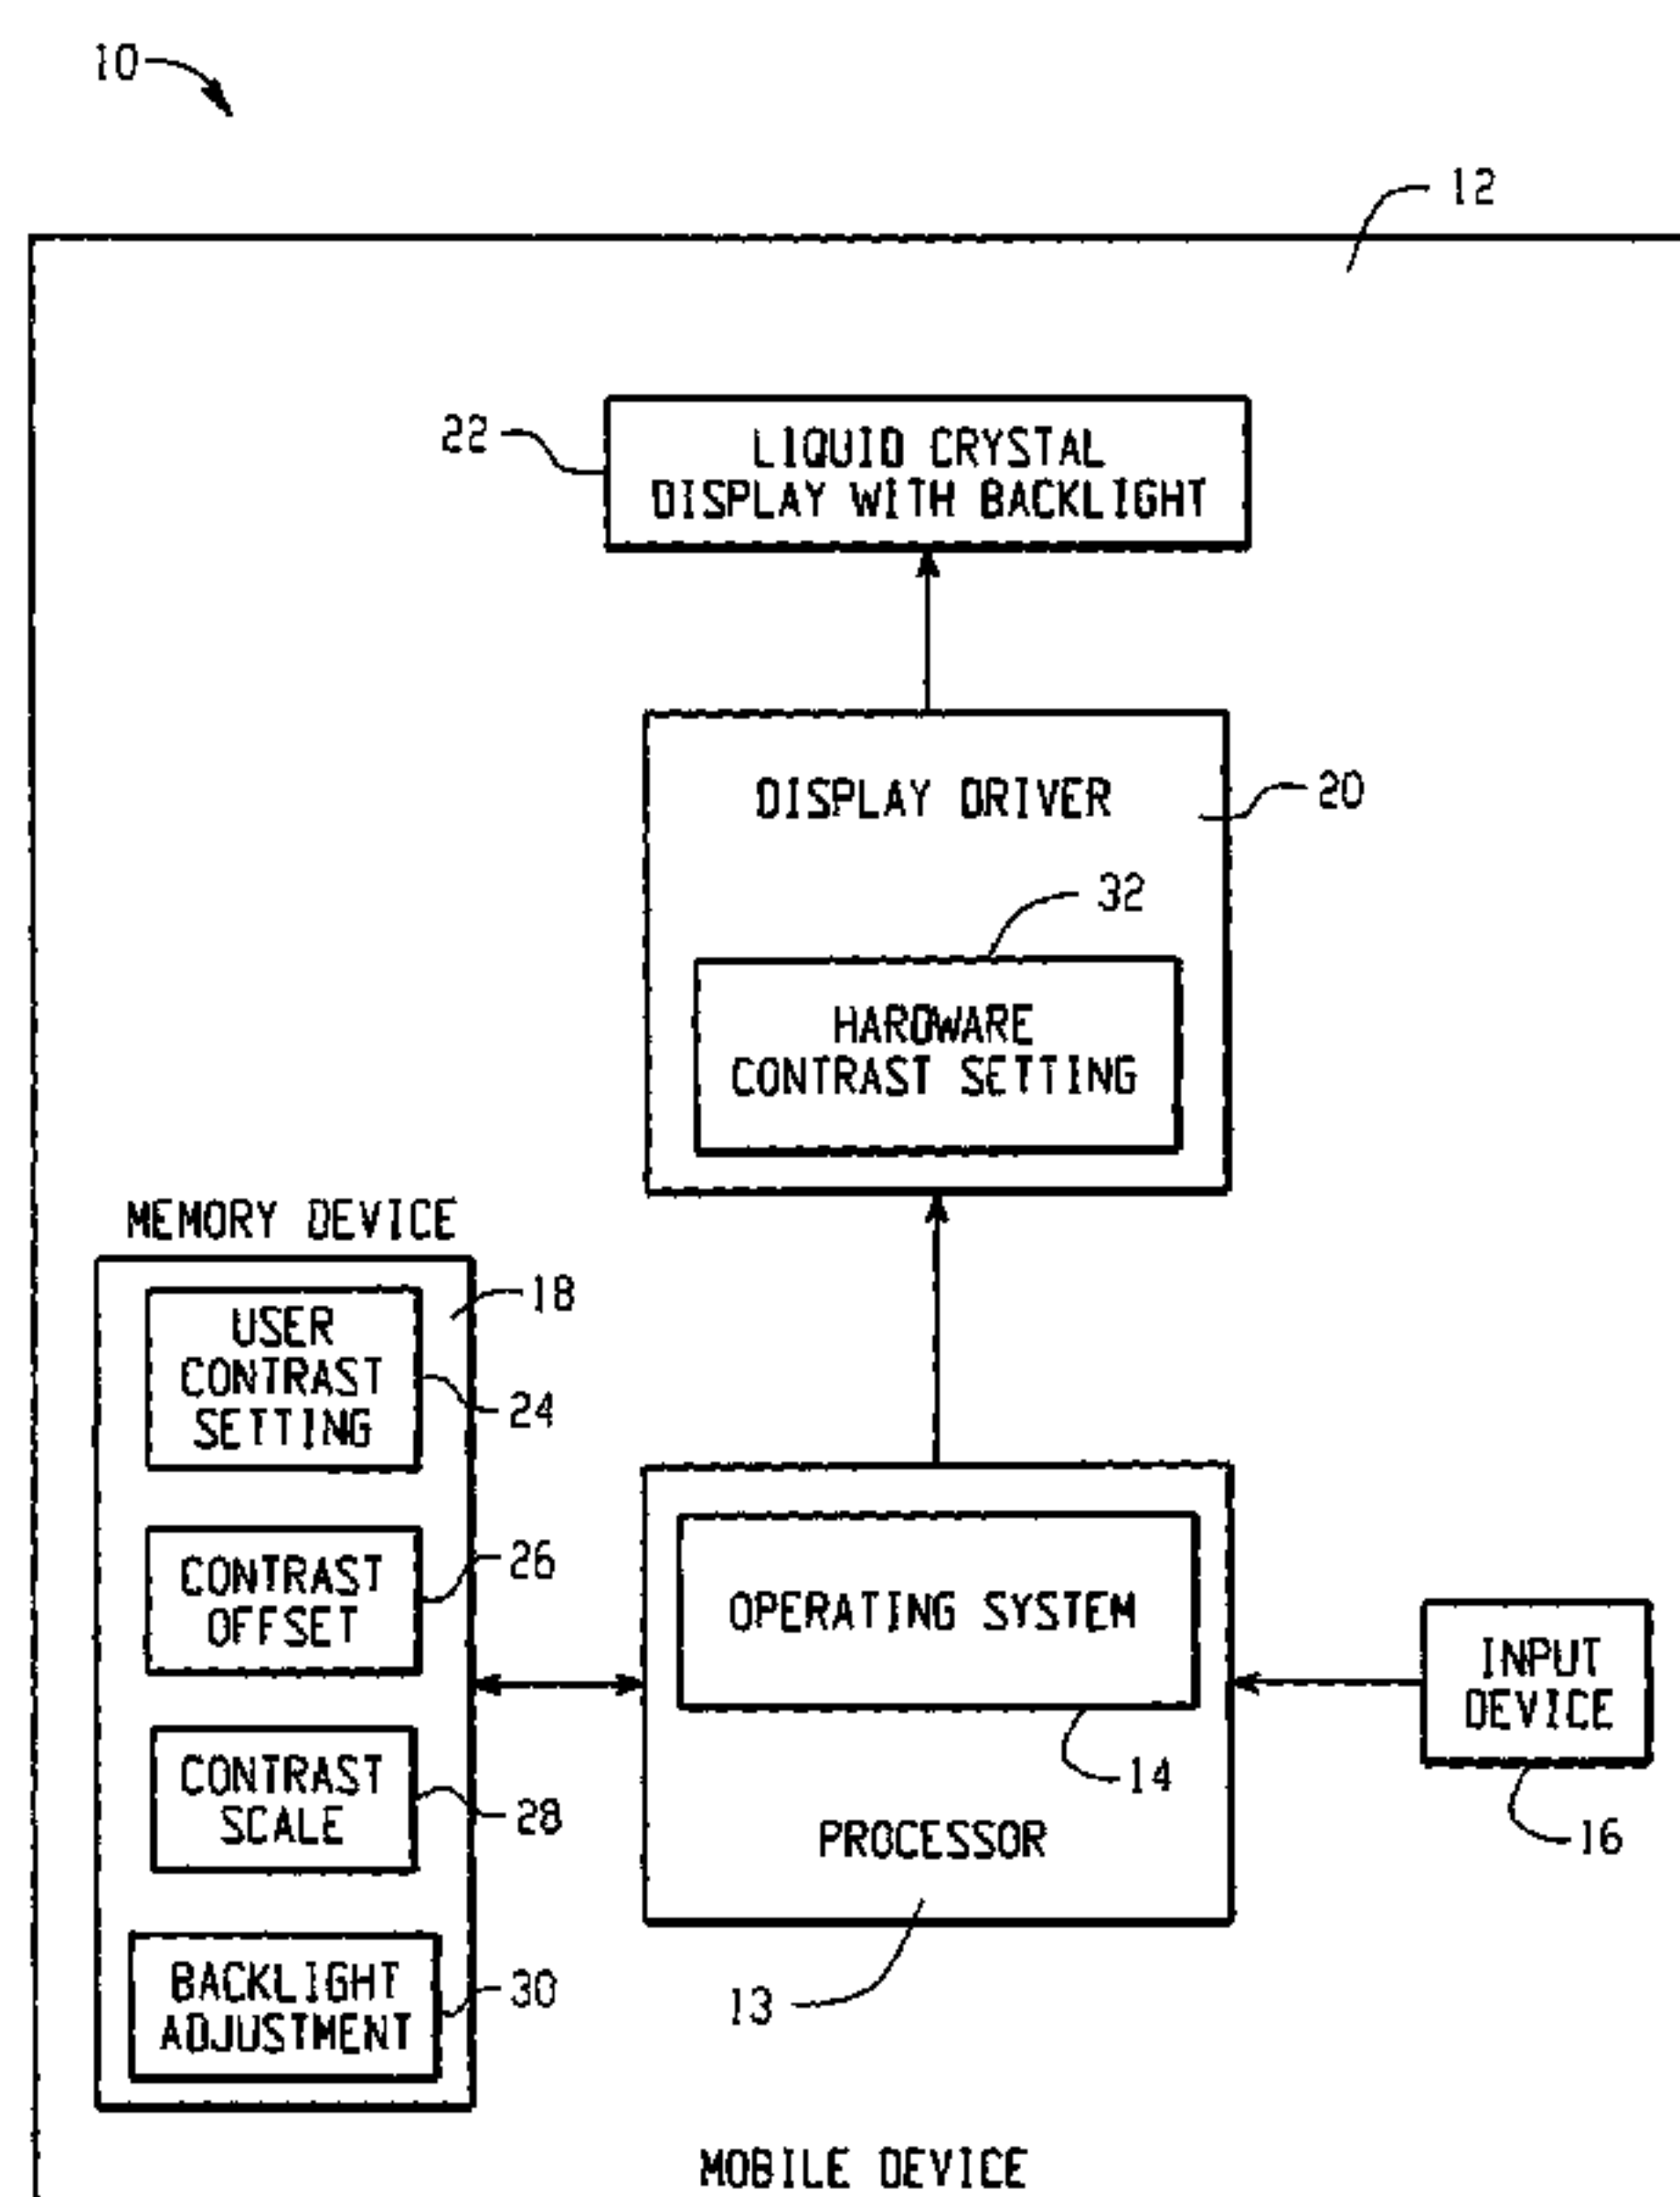 10
12
22
LIQUID CRYSTAL
DISPLAY WITH BACKLIGHT
DISPLAY DRIVER
20
32
HARDWARE
CONTRAST SETTING
MEMORY DEVICE
18
USER
CONTRAST
SETTING
24
CONTRAST
OFFSET
26
CONTRAST
SCALE
28
BACKLIGHT
ADJUSTMENT
30
OPERATING SYSTEM
14
PROCESSOR
13
INPUT
DEVICE
16
MOBILE DEVICE